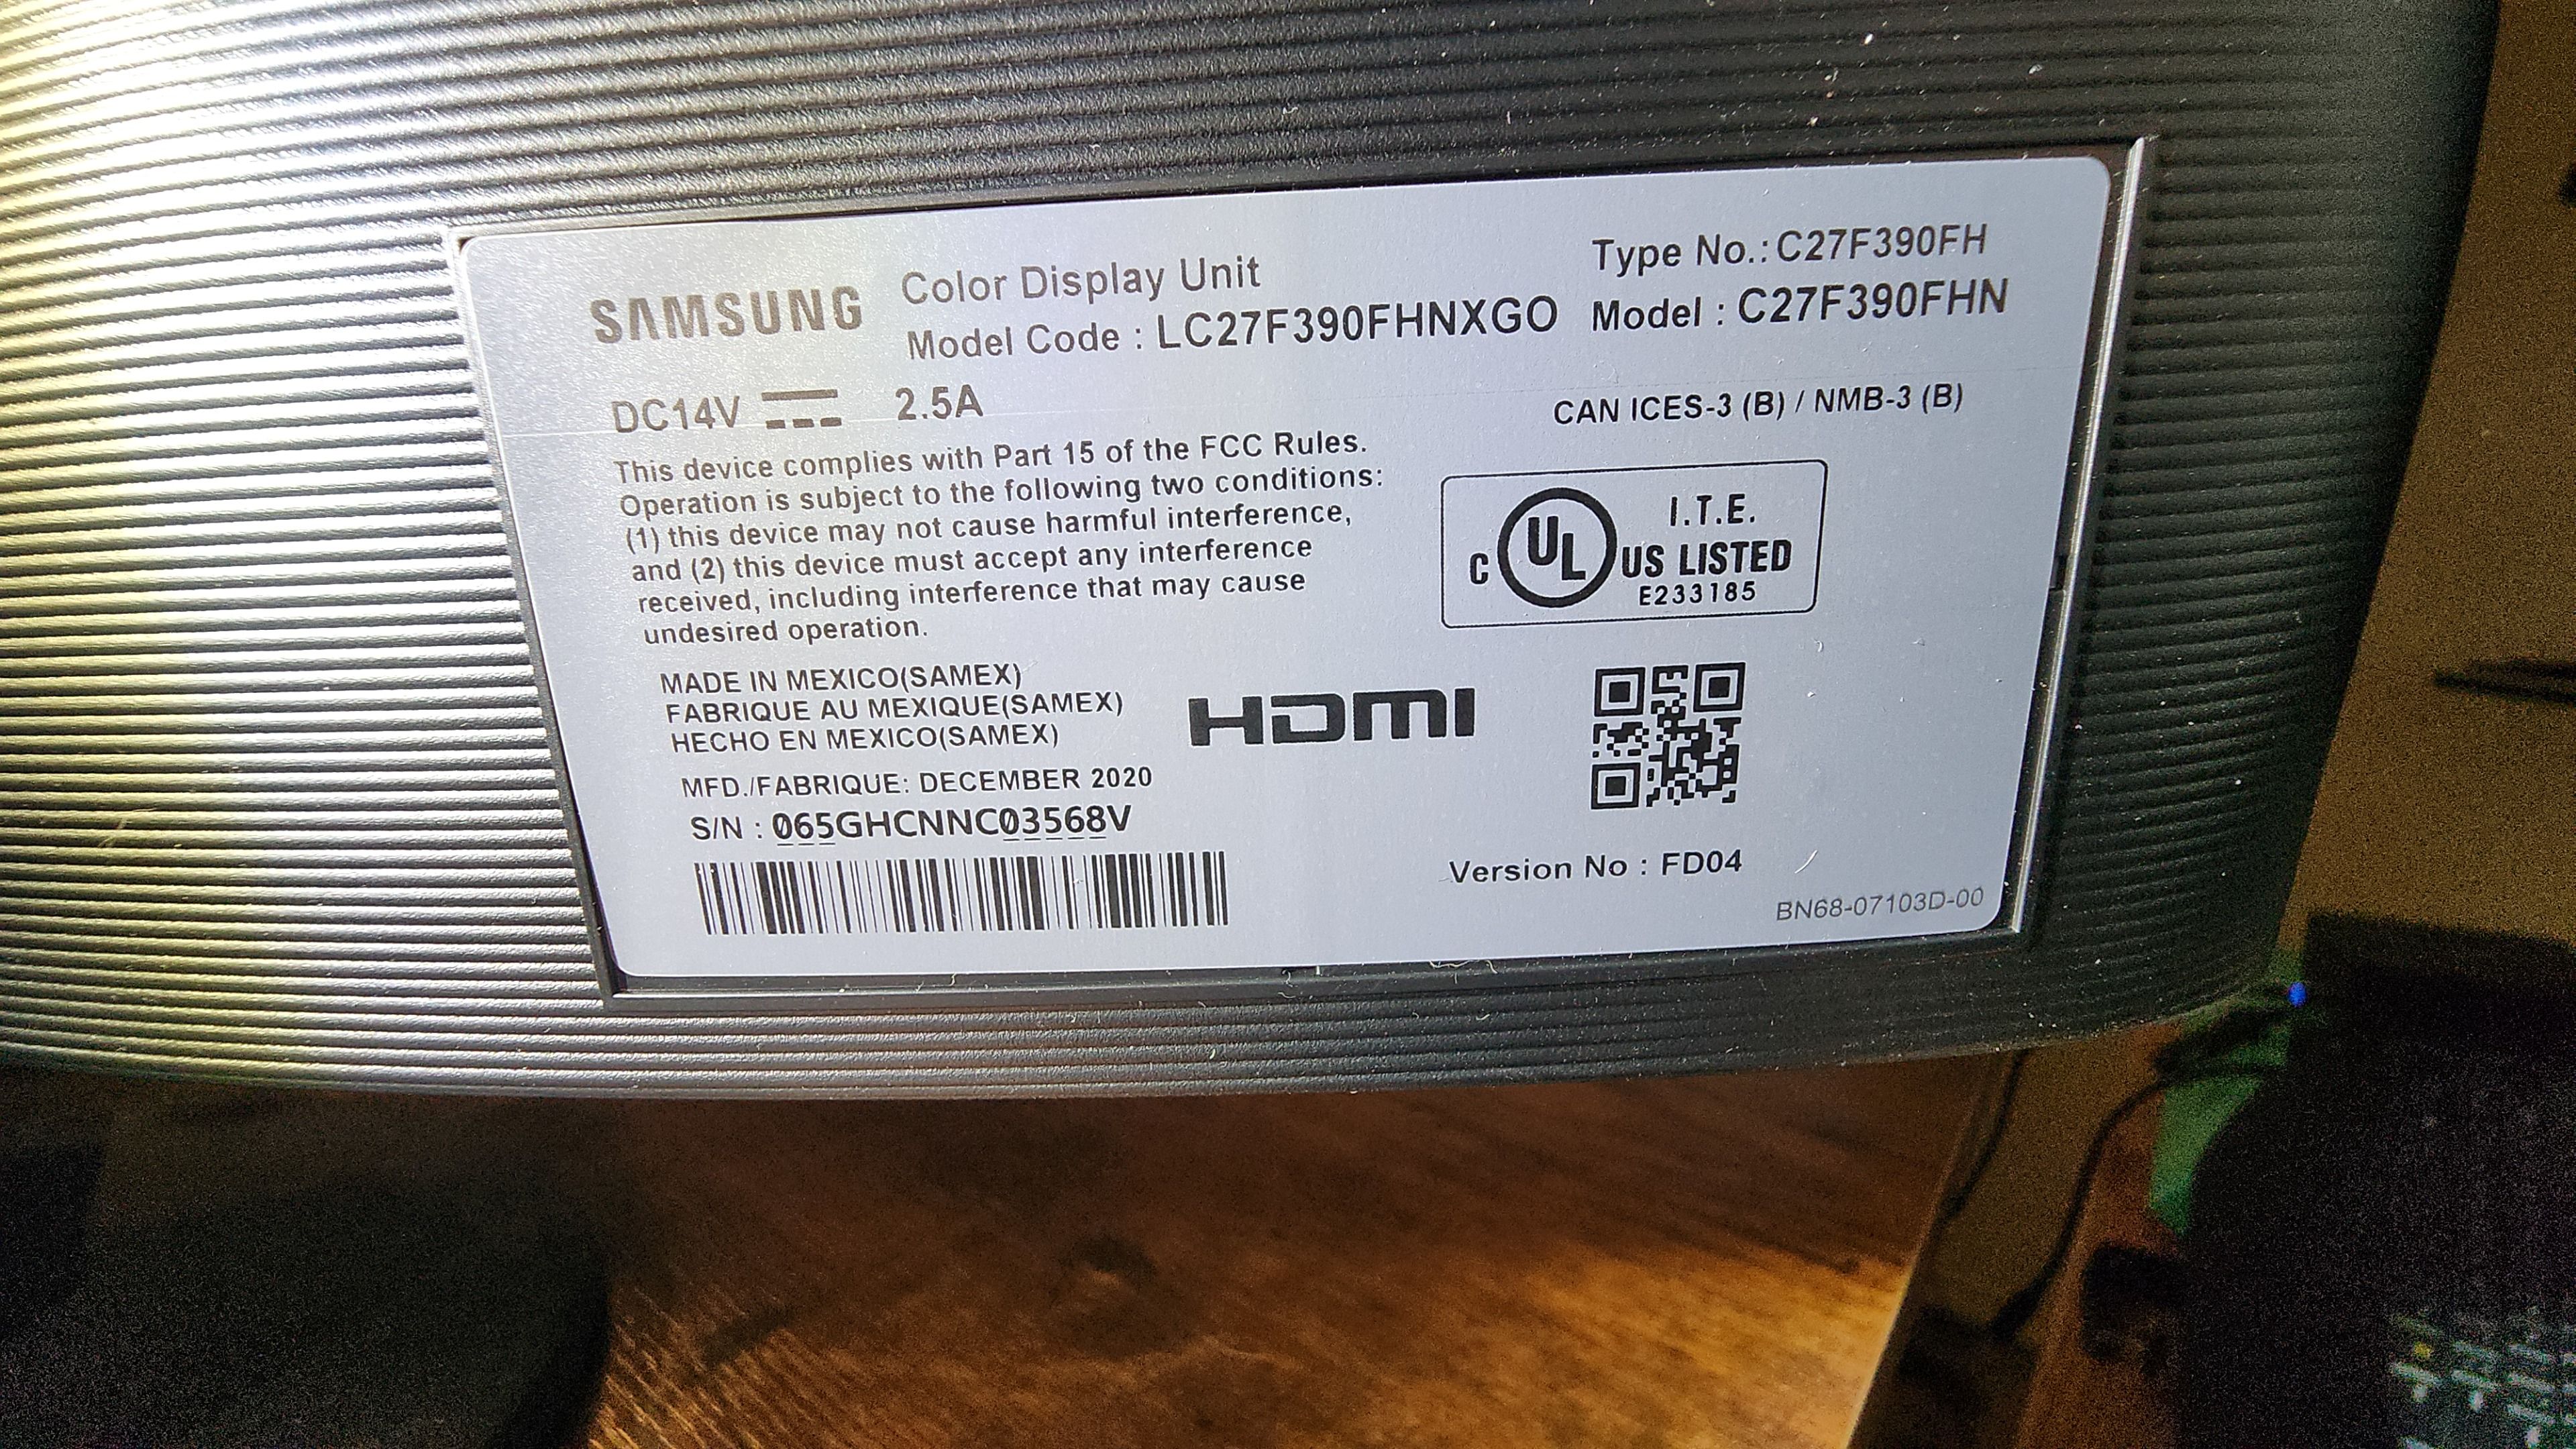 SAMSUNG
Color Display Unit
Model Code : LC27F390FHNXGO
Type No.: C27F390FH
Model : C27F390FHN
DC14V 2.5A
CAN ICES-3 (B) / NMB-3 (B)
This device complies with Part 15 of the FCC Rules.
Operation is subject to the following two conditions:
(1) this device may not cause harmful interference,
and (2) this device must accept any interference
received, including interference that may cause
undesired operation.
C UL US LISTED
I.T.E.
E233185
MADE IN MEXICO(SAMEX)
FABRIQUE AU MEXIQUE(SAMEX)
HECHO EN MEXICO(SAMEX)
HDMI
MFD./FABRIQUE: DECEMBER 2020
S/N : 065GHCNNC03568V
Version No : FD04
BN68-07103D-00